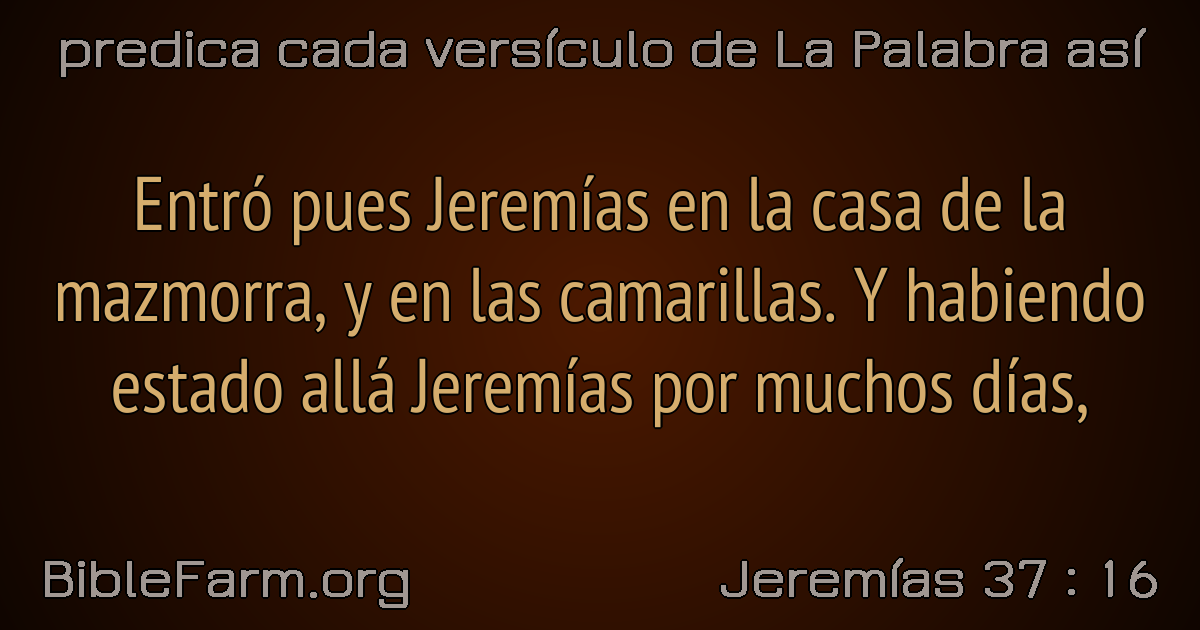 predica cada versículo de La Palabra así
Entró pues Jeremías en la casa de la
mazmorra, y en las camarillas. Y habiendo
estado allá Jeremías por muchos días,
BibleFarm.org
Jeremías 37 : 16